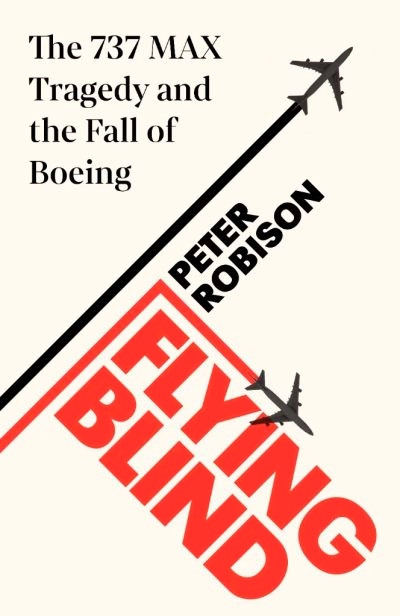 The 737 MAX
Tragedy and
the Fall of
Boeing
PETER
ROBISON
FLYING
BLIND